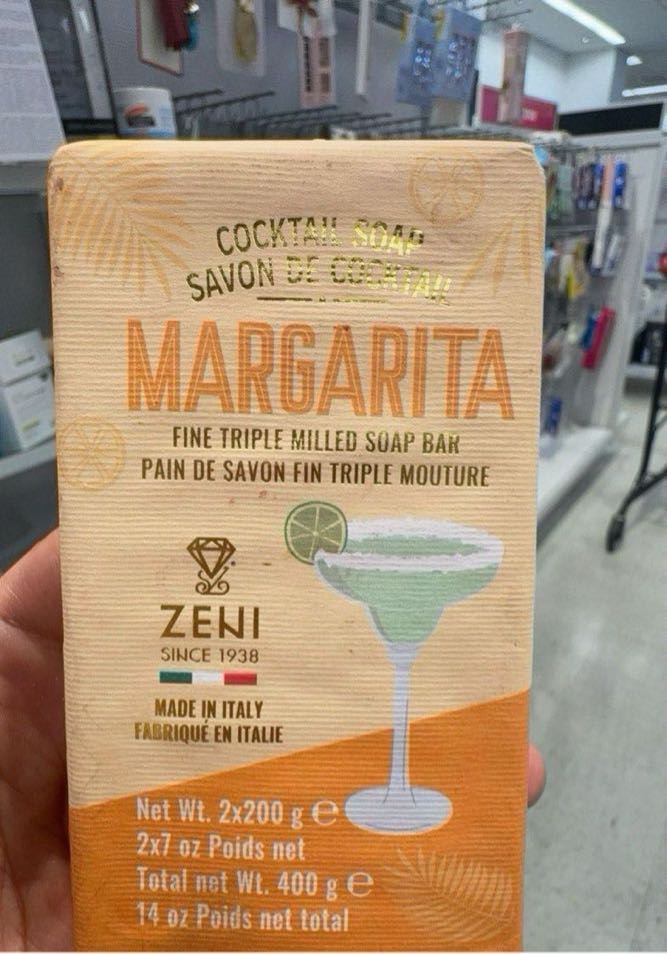 COCKTAIL SOAP
SAVON DE COCKTAIL
MARGARITA
FINE TRIPLE MILLED SOAP BAR
PAIN DE SAVON FIN TRIPLE MOUTURE
ZENI
SINCE 1938
MADE IN ITALY
FABRIQUÉ EN ITALIE
Net Wt. 2x200 g ℮
2x7 oz Poids net
Total net Wt. 400 g ℮
14 oz Poids net total